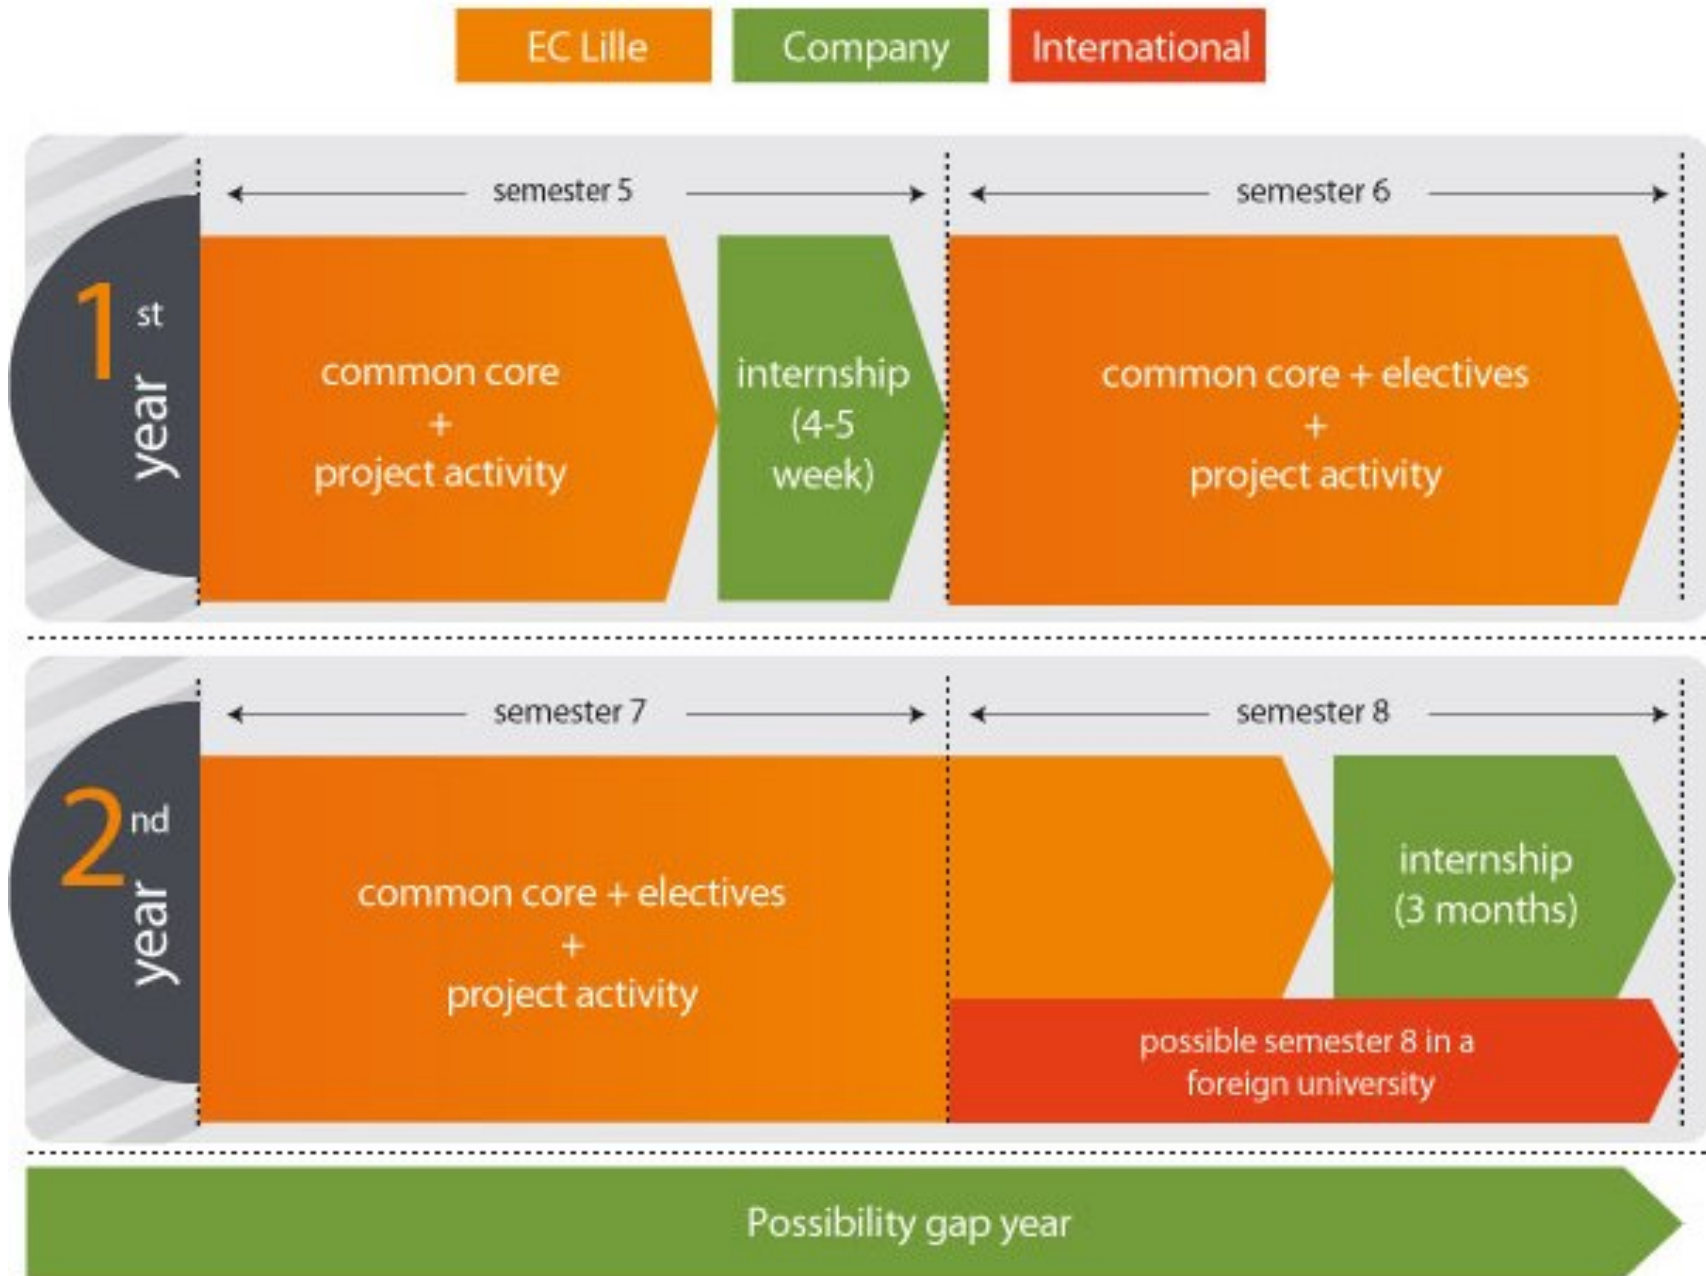 EC Lille
Company
International
semester 5
semester 6
1st year
common core
+
project activity
internship
(4-5
week)
common core + electives
+
project activity
semester 7
semester 8
2nd year
common core + electives
+
project activity
internship
(3 months)
possible semester 8 in a
foreign university
Possibility gap year